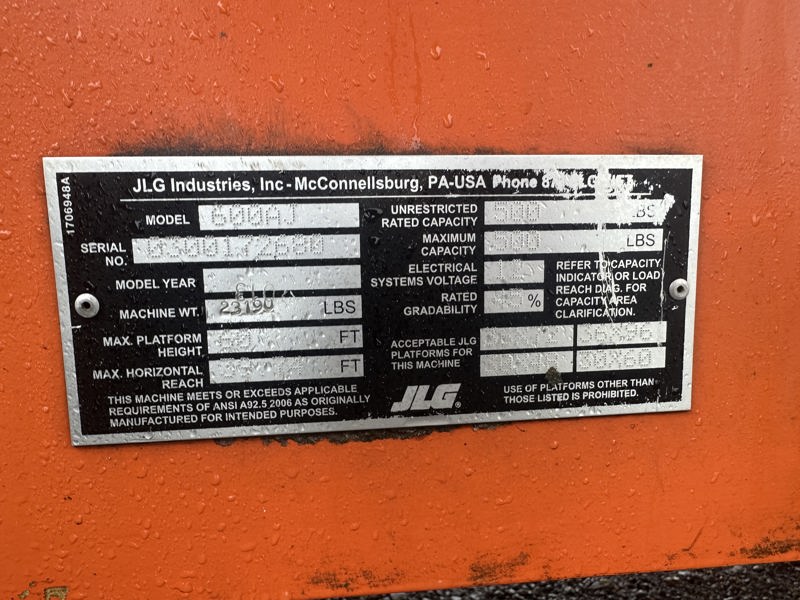 1706948A
JLG Industries, Inc - McConnellsburg, PA-USA Phone
MODEL 600AJ
SERIAL NO.
MODEL YEAR
MACHINE WT. 23190 LBS
MAX. PLATFORM HEIGHT FT
MAX. HORIZONTAL REACH FT
THIS MACHINE MEETS OR EXCEEDS APPLICABLE
REQUIREMENTS OF ANSI A92.5 2006 AS ORIGINALLY
MANUFACTURED FOR INTENDED PURPOSES.
UNRESTRICTED RATED CAPACITY 500 LBS
MAXIMUM CAPACITY 500 LBS
ELECTRICAL SYSTEMS VOLTAGE 12
RATED GRADABILITY %
REFER TO CAPACITY
INDICATOR OR LOAD
REACH DIAG. FOR
CAPACITY AREA
CLARIFICATION.
ACCEPTABLE JLG
PLATFORMS FOR
THIS MACHINE
JLG
USE OF PLATFORMS OTHER THAN
THOSE LISTED IS PROHIBITED.